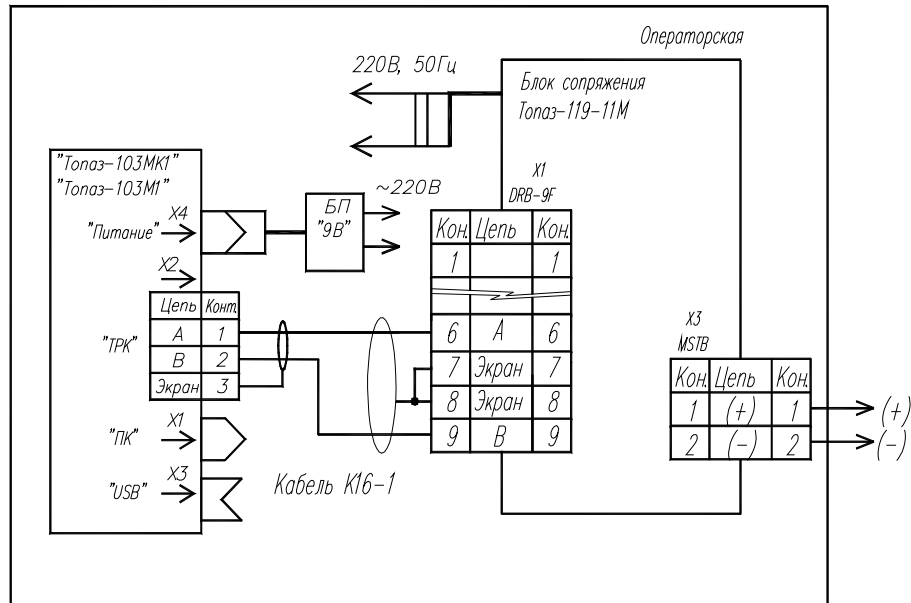 Операторская
220В, 50Гц
Блок сопряжения
Топаз-119-11М
"Топаз-103МК1"
"Топаз-103М1"
X1
DRB-9F
~220В
БП
"9В"
X4
"Питание"
X2
Кон. Цепь Кон.
1 1
Цепь Конт.
А 1
В 2
Экран 3
"ТРК"
6 А 6
7 Экран 7
8 Экран 8
9 В 9
X3
MSTB
Кон. Цепь Кон.
1 (+) 1 (+)
2 (-) 2 (-)
X1
"ПК"
X3
"USB"
Кабель К16-1